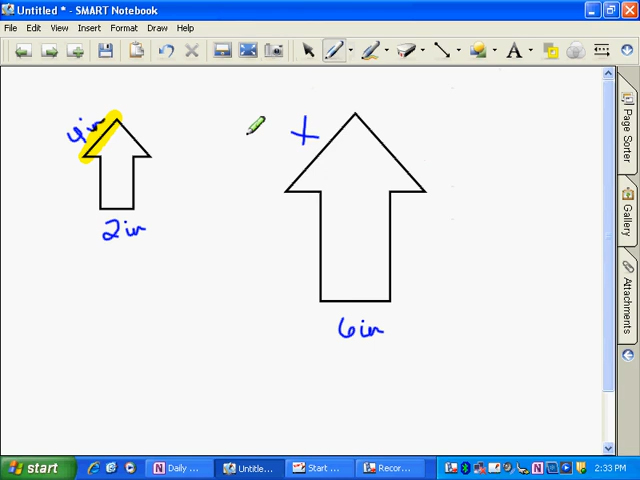 Untitled * - SMART Notebook
File Edit View Insert Format Draw Help
4in
x
2in
6in
Page Sorter
Gallery
Attachments
start
Daily ...
Untitle...
Start ...
Recor...
2:33 PM